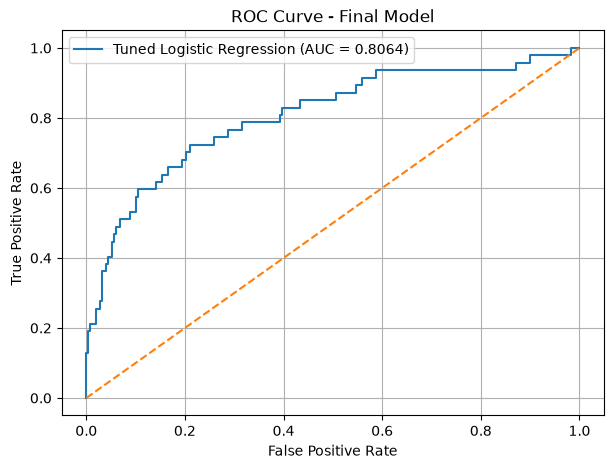 ROC Curve - Final Model
Tuned Logistic Regression (AUC = 0.8064)
1.0
0.8
0.6
0.4
0.2
0.0
True Positive Rate
0.0 0.2 0.4 0.6 0.8 1.0
False Positive Rate